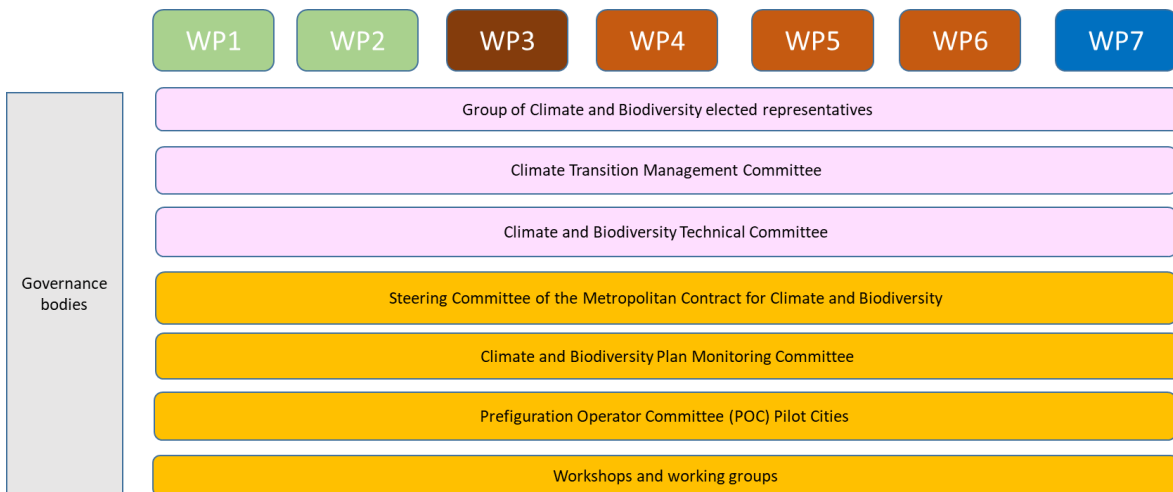 WP1 WP2 WP3 WP4 WP5 WP6 WP7
Group of Climate and Biodiversity elected representatives
Climate Transition Management Committee
Climate and Biodiversity Technical Committee
Governance
bodies
Steering Committee of the Metropolitan Contract for Climate and Biodiversity
Climate and Biodiversity Plan Monitoring Committee
Prefiguration Operator Committee (POC) Pilot Cities
Workshops and working groups